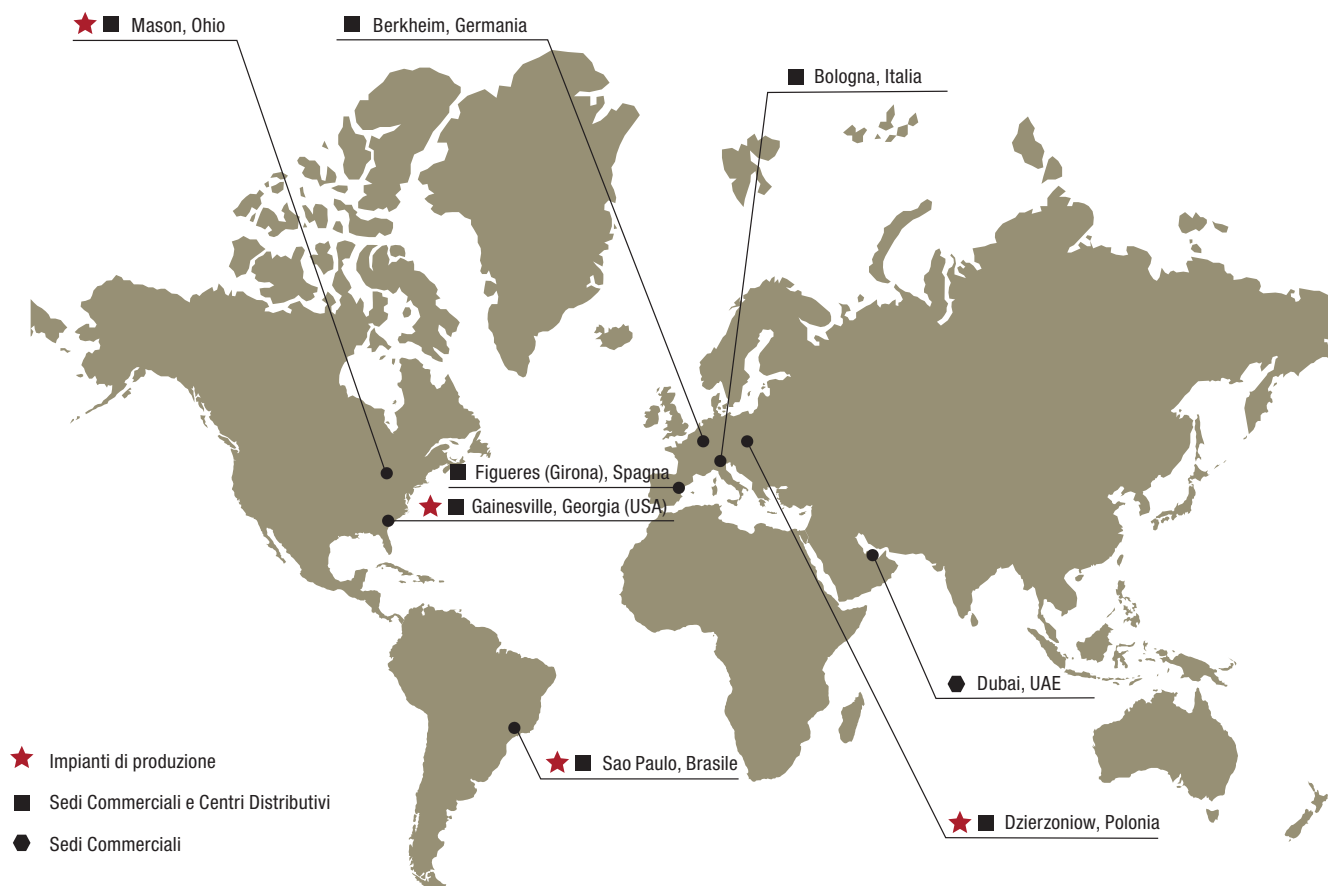 Mason, Ohio
Berkheim, Germania
Bologna, Italia
Figueres (Girona), Spagna
Gainesville, Georgia (USA)
Dubai, UAE
Sao Paulo, Brasile
Dzierzoniow, Polonia
Impianti di produzione
Sedi Commerciali e Centri Distributivi
Sedi Commerciali